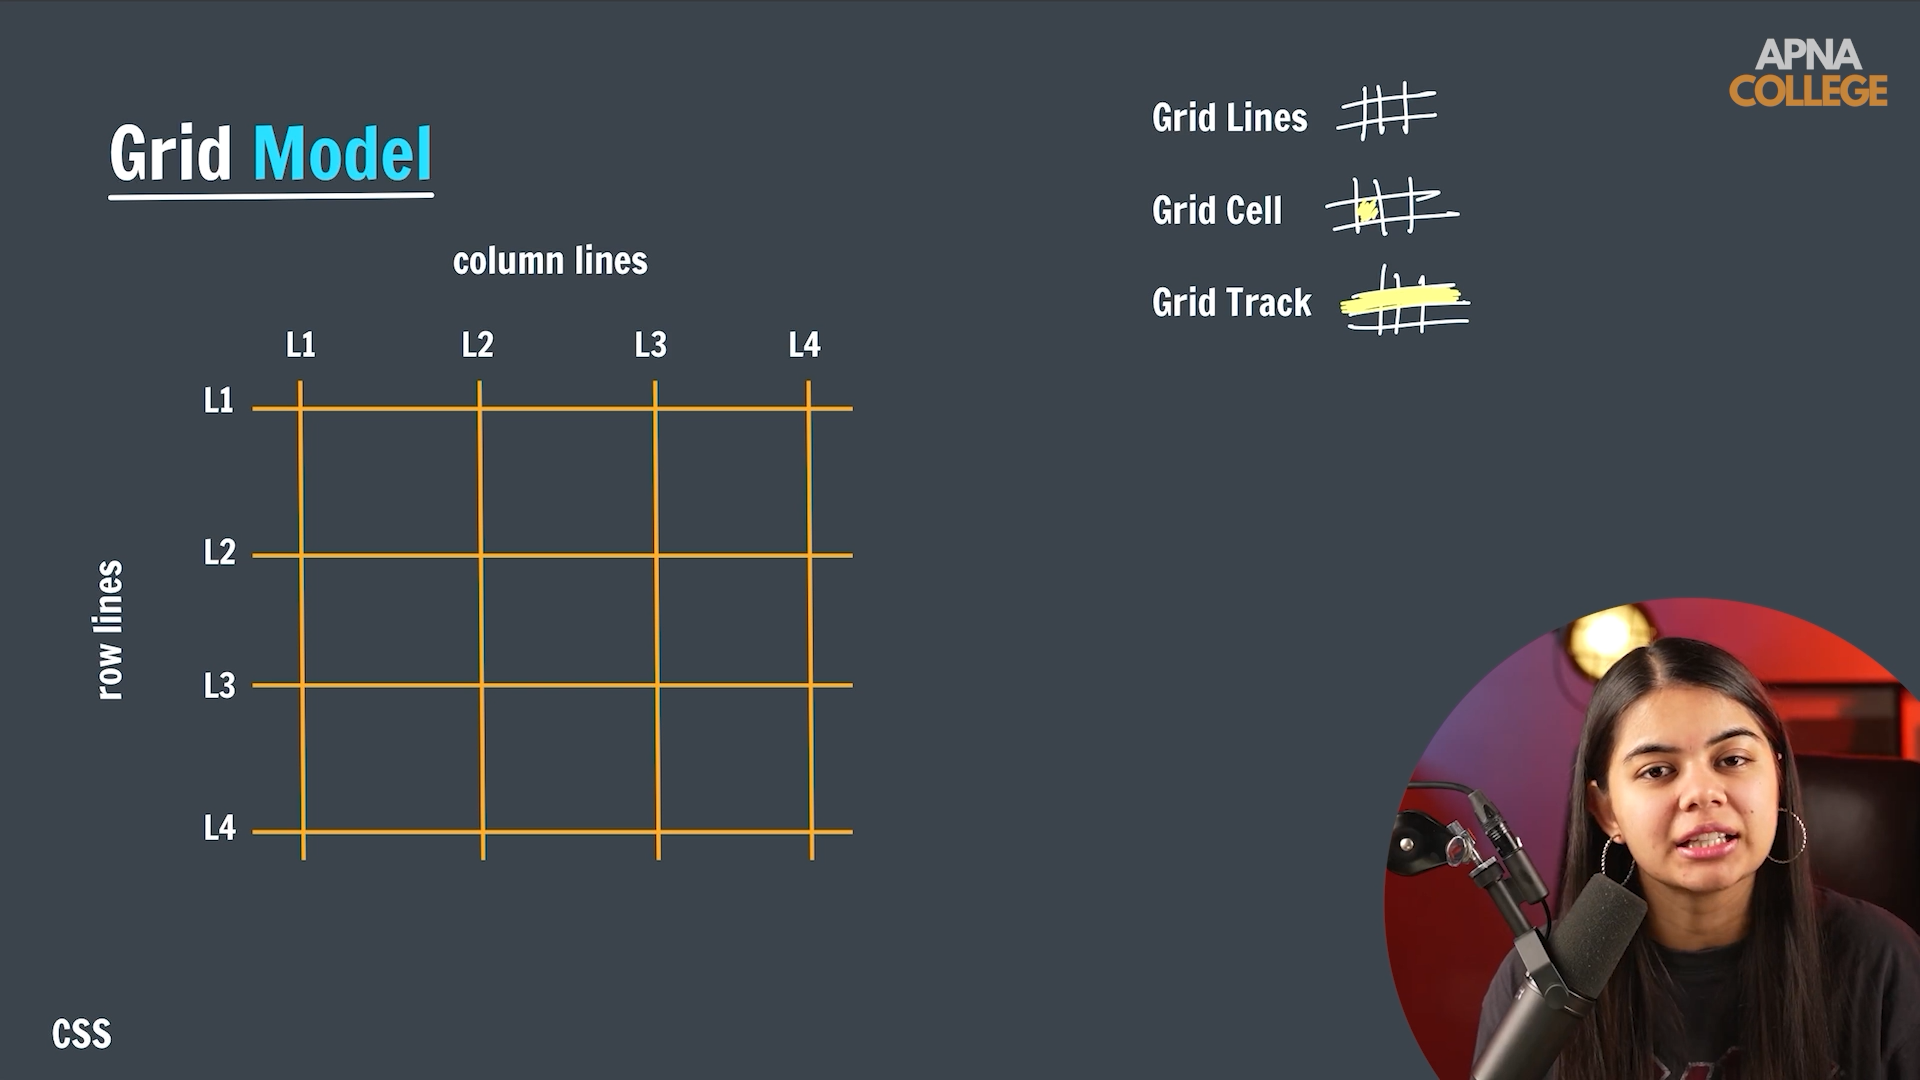 APNA
COLLEGE
Grid Model
Grid Lines
Grid Cell
Grid Track
column lines
L1 L2 L3 L4
L1
L2
L3
L4
row lines
CSS